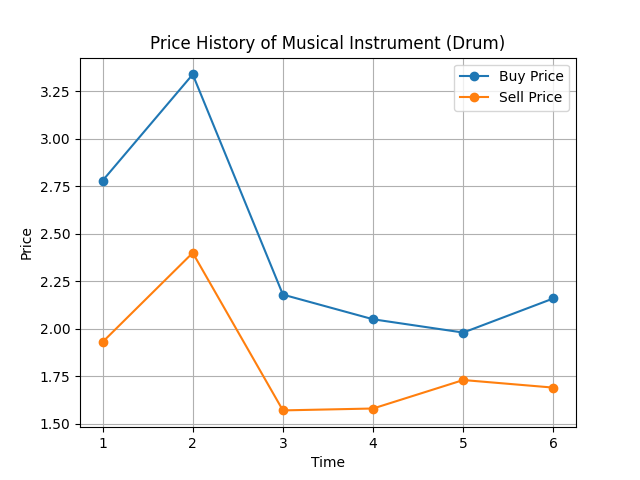 Price History of Musical Instrument (Drum)
Buy Price
Sell Price
Price
3.25
3.00
2.75
2.50
2.25
2.00
1.75
1.50
1 2 3 4 5 6
Time